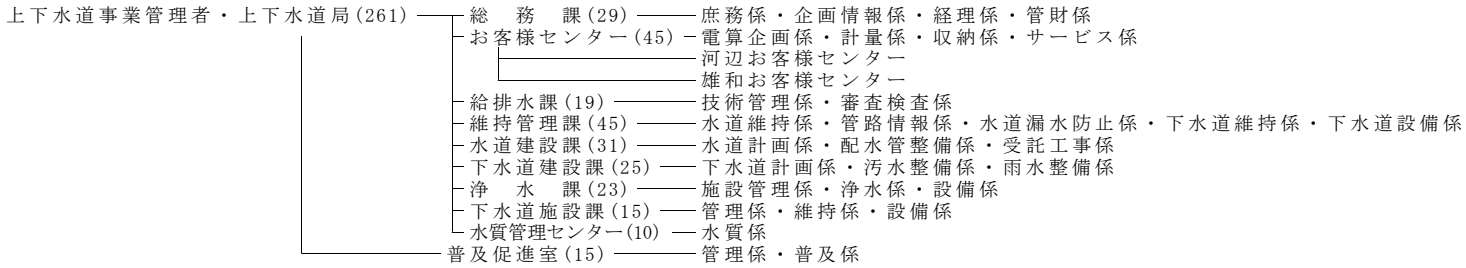 上下水道事業管理者・上下水道局(261) 総務課(29) 庶務係・企画情報係・経理係・管財係
お客様センター(45) 電算企画係・計量係・収納係・サービス係
河辺お客様センター
雄和お客様センター
給排水課(19) 技術管理係・審査検査係
維持管理課(45) 水道維持係・管路情報係・水道漏水防止係・下水道維持係・下水道設備係
水道建設課(31) 水道計画係・配水管整備係・受託工事係
下水道建設課(25) 下水道計画係・汚水整備係・雨水整備係
浄水課(23) 施設管理係・浄水係・設備係
下水道施設課(15) 管理係・維持係・設備係
水質管理センター(10) 水質係
普及促進室(15) 管理係・普及係